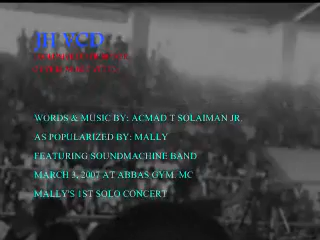 JH VCD
WORDS & MUSIC BY: ACMAD T SOLAIMAN JR.
AS POPULARIZED BY: MALLY
FEATURING SOUNDMACHINE BAND
MARCH 3, 2007 AT ABBAS GYM. MC
MALLY'S 1ST SOLO CONCERT